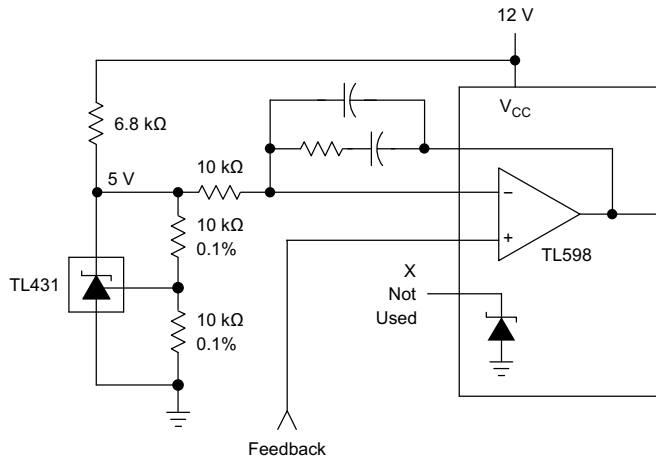 12 V
6.8 kΩ
V_CC
5 V
10 kΩ
−
10 kΩ
0.1%
+
TL598
TL431
X
Not
Used
10 kΩ
0.1%
Feedback